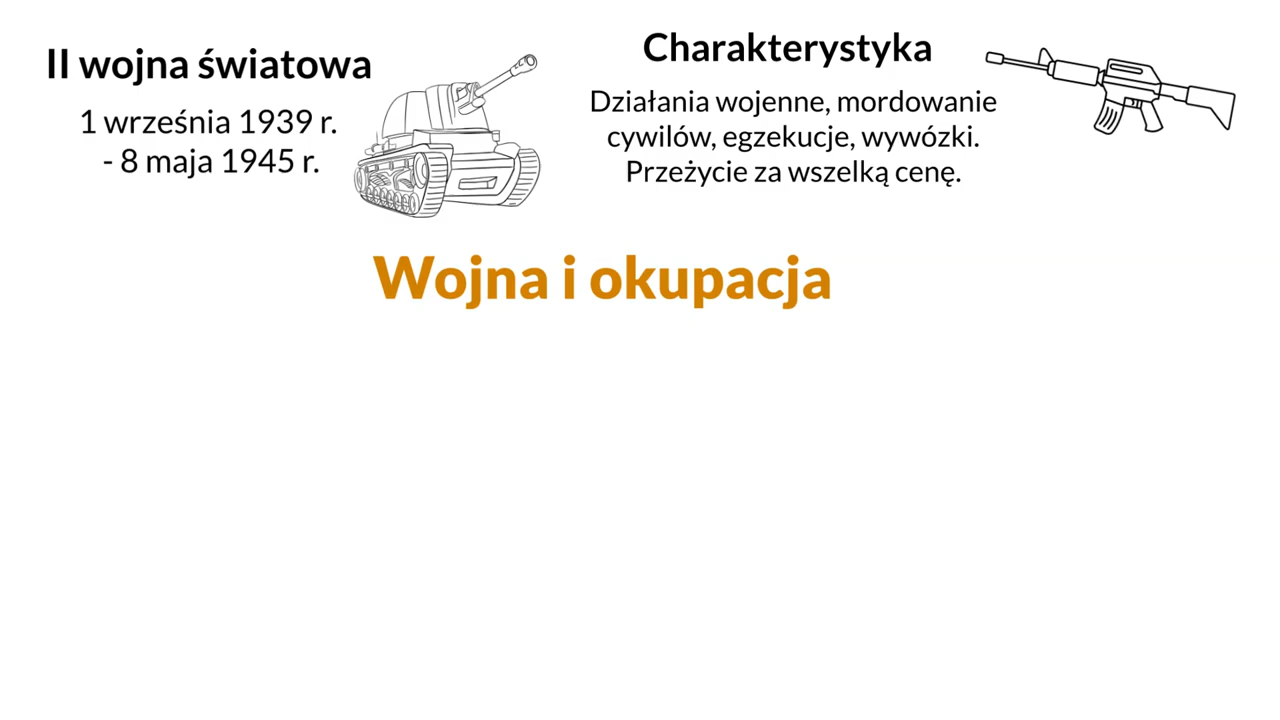 II wojna światowa
1 września 1939 r.
- 8 maja 1945 r.
Charakterystyka
Działania wojenne, mordowanie
cywilów, egzekucje, wywózki.
Przeżycie za wszelką cenę.
Wojna i okupacja